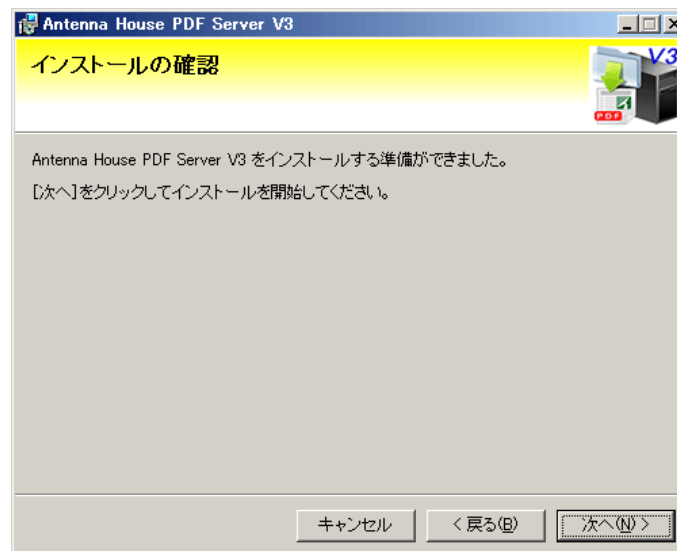 Antenna House PDF Server V3
インストールの確認
V3
PDF
Antenna House PDF Server V3 をインストールする準備ができました。
[次へ]をクリックしてインストールを開始してください。
キャンセル
< 戻る(B)
次へ(N) >